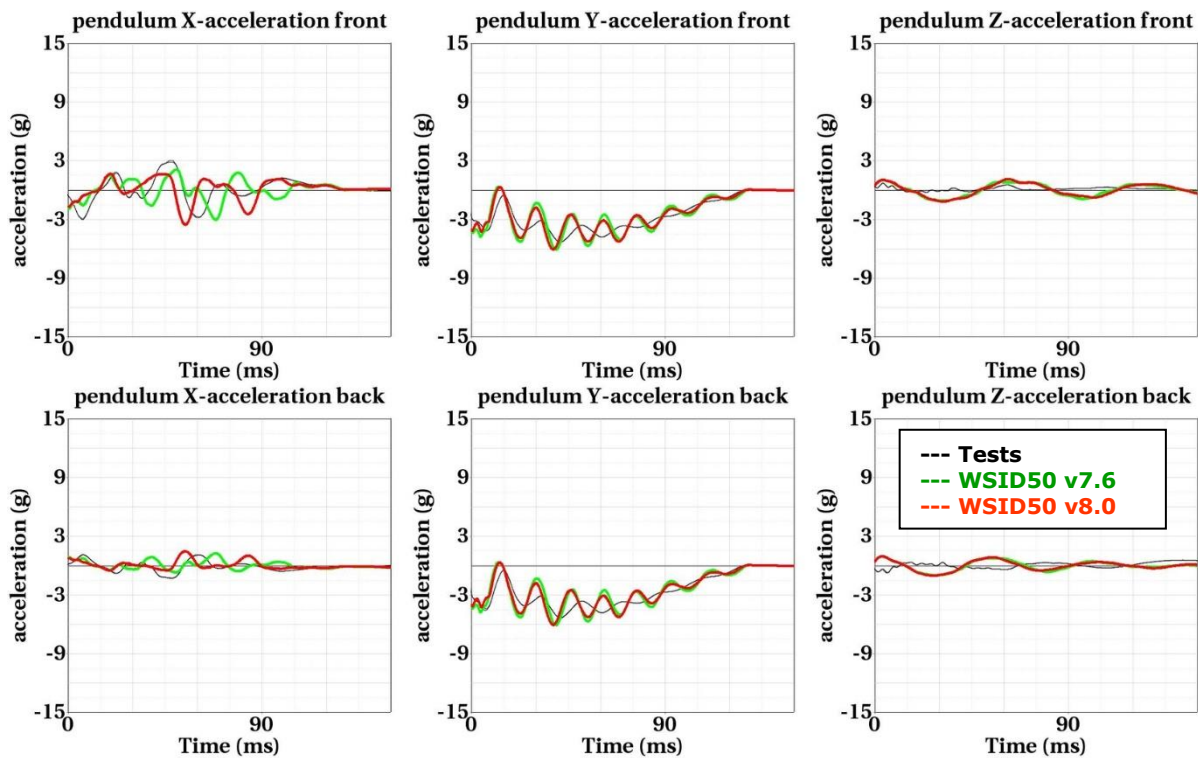 pendulum X-acceleration front
15
9
3
-3
-9
-15
acceleration (g)
0
90
Time (ms)
pendulum Y-acceleration front
15
9
3
-3
-9
-15
acceleration (g)
0
90
Time (ms)
pendulum Z-acceleration front
15
9
3
-3
-9
-15
acceleration (g)
0
90
Time (ms)
pendulum X-acceleration back
15
9
3
-3
-9
-15
acceleration (g)
0
90
Time (ms)
pendulum Y-acceleration back
15
9
3
-3
-9
-15
acceleration (g)
0
90
Time (ms)
pendulum Z-acceleration back
15
9
3
-3
-9
-15
acceleration (g)
0
90
Time (ms)
--- Tests
--- WSID50 v7.6
--- WSID50 v8.0